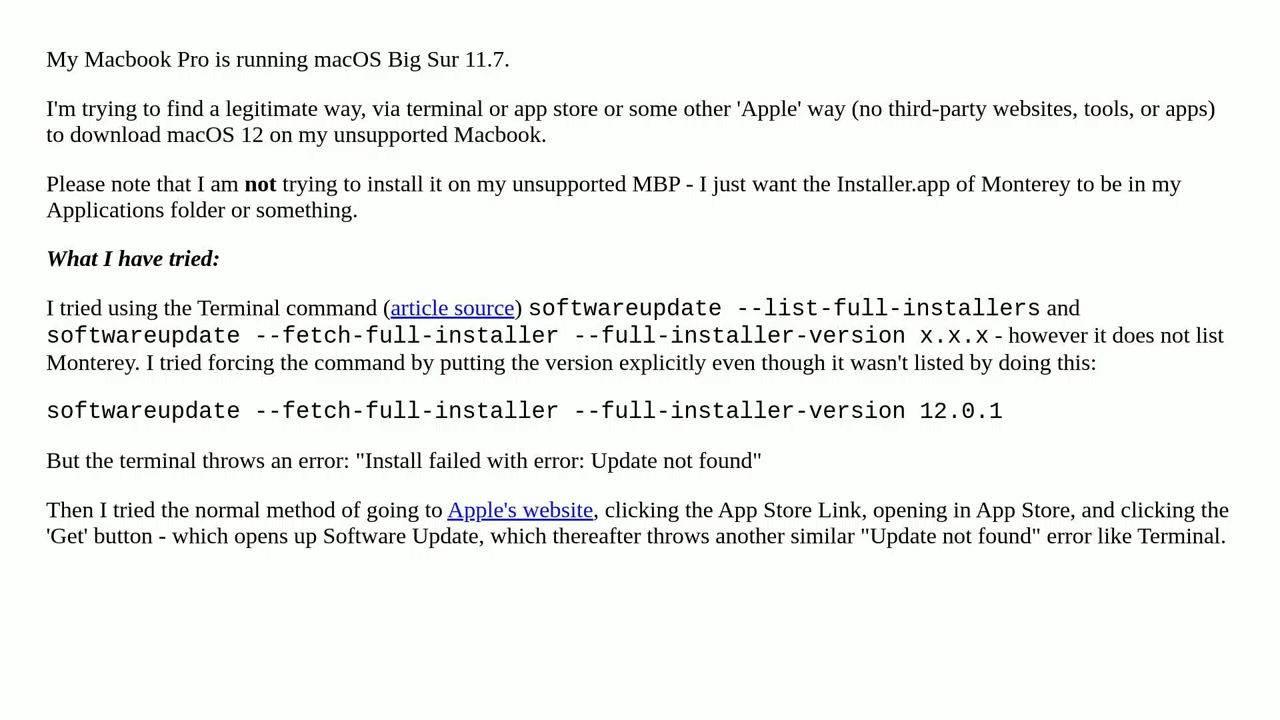 My Macbook Pro is running macOS Big Sur 11.7.
I'm trying to find a legitimate way, via terminal or app store or some other 'Apple' way (no third-party websites, tools, or apps)
to download macOS 12 on my unsupported Macbook.
Please note that I am not trying to install it on my unsupported MBP - I just want the Installer.app of Monterey to be in my
Applications folder or something.
What I have tried:
I tried using the Terminal command (article source) softwareupdate --list-full-installers and
softwareupdate --fetch-full-installer --full-installer-version x.x.x - however it does not list
Monterey. I tried forcing the command by putting the version explicitly even though it wasn't listed by doing this:
softwareupdate --fetch-full-installer --full-installer-version 12.0.1
But the terminal throws an error: "Install failed with error: Update not found"
Then I tried the normal method of going to Apple's website, clicking the App Store Link, opening in App Store, and clicking the
'Get' button - which opens up Software Update, which thereafter throws another similar "Update not found" error like Terminal.